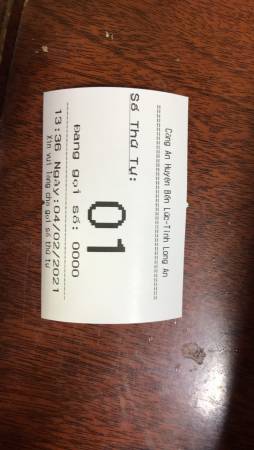 Công An Huyện Bến Lức-Tỉnh Long An
==============================
Số Thứ Tự:
01
Đang gọi số: 0000
------------------------------
13:36 Ngày:04/02/2021
Xin vui lòng chờ gọi số thứ tự